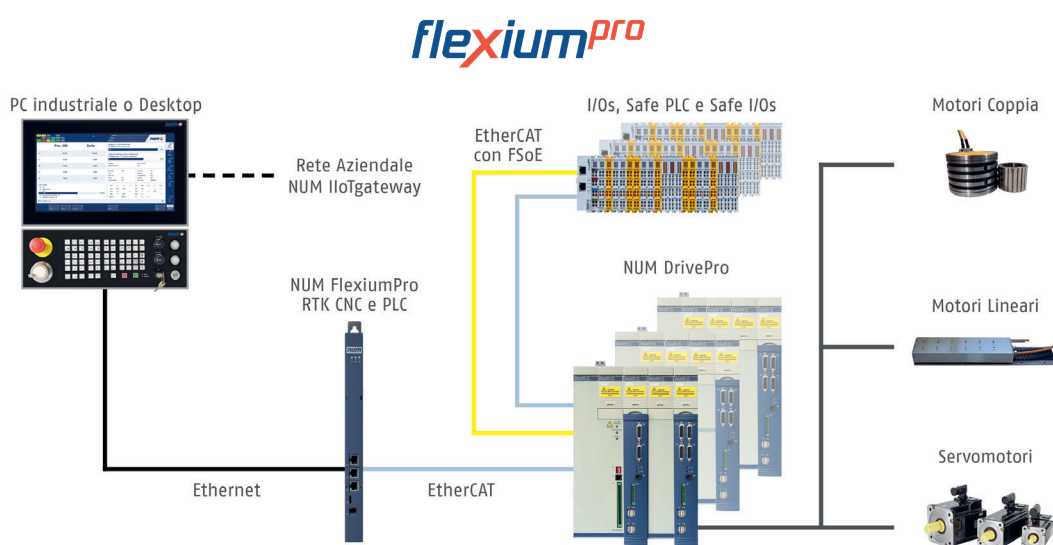 flexiumpro
PC industriale o Desktop
I/Os, Safe PLC e Safe I/Os
Motori Coppia
EtherCAT
con FSoE
Rete Aziendale
NUM IIoTgateway
NUM DrivePro
NUM FlexiumPro
RTK CNC e PLC
num
Motori Lineari
Servomotori
Ethernet
EtherCAT